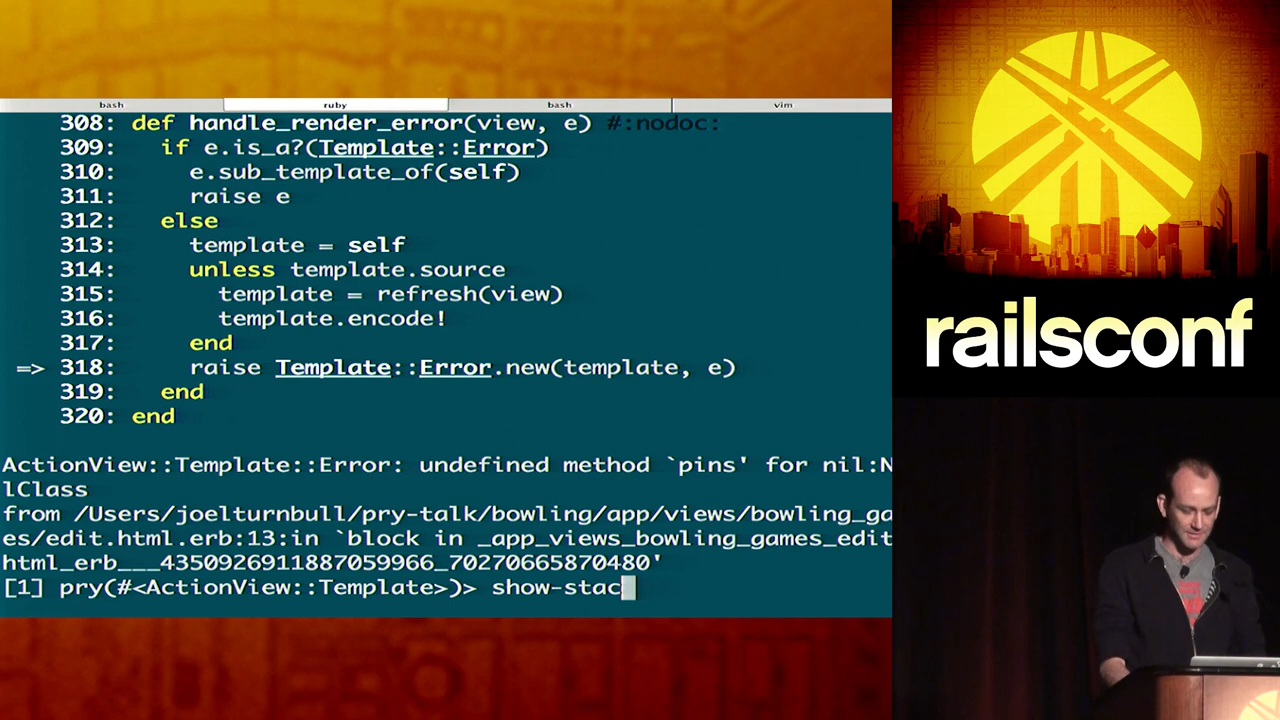 bash ruby bash vim
308: def handle_render_error(view, e) #:nodoc:
309: if e.is_a?(Template::Error)
310: e.sub_template_of(self)
311: raise e
312: else
313: template = self
314: unless template.source
315: template = refresh(view)
316: template.encode!
317: end
=> 318: raise Template::Error.new(template, e)
319: end
320: end
ActionView::Template::Error: undefined method `pins' for nil:N
lClass
from /Users/joelturnbull/pry-talk/bowling/app/views/bowling_ga
es/edit.html.erb:13:in `block in _app_views_bowling_games_edit
html_erb___4350926911887059966_70270665870480'
[1] pry(#<ActionView::Template>)> show-stac
railsconf